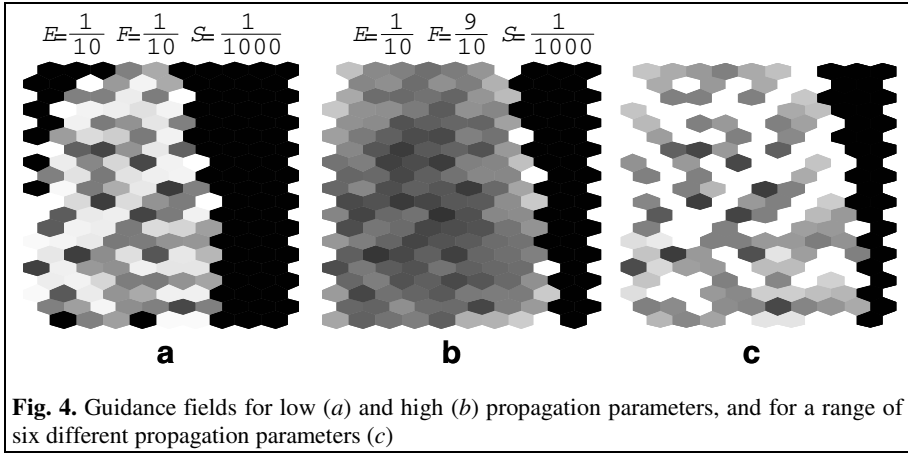 E=1/10 F=1/10 S=1/1000 E=1/10 F=9/10 S=1/1000
a b c
Fig. 4. Guidance fields for low (a) and high (b) propagation parameters, and for a range of
six different propagation parameters (c)